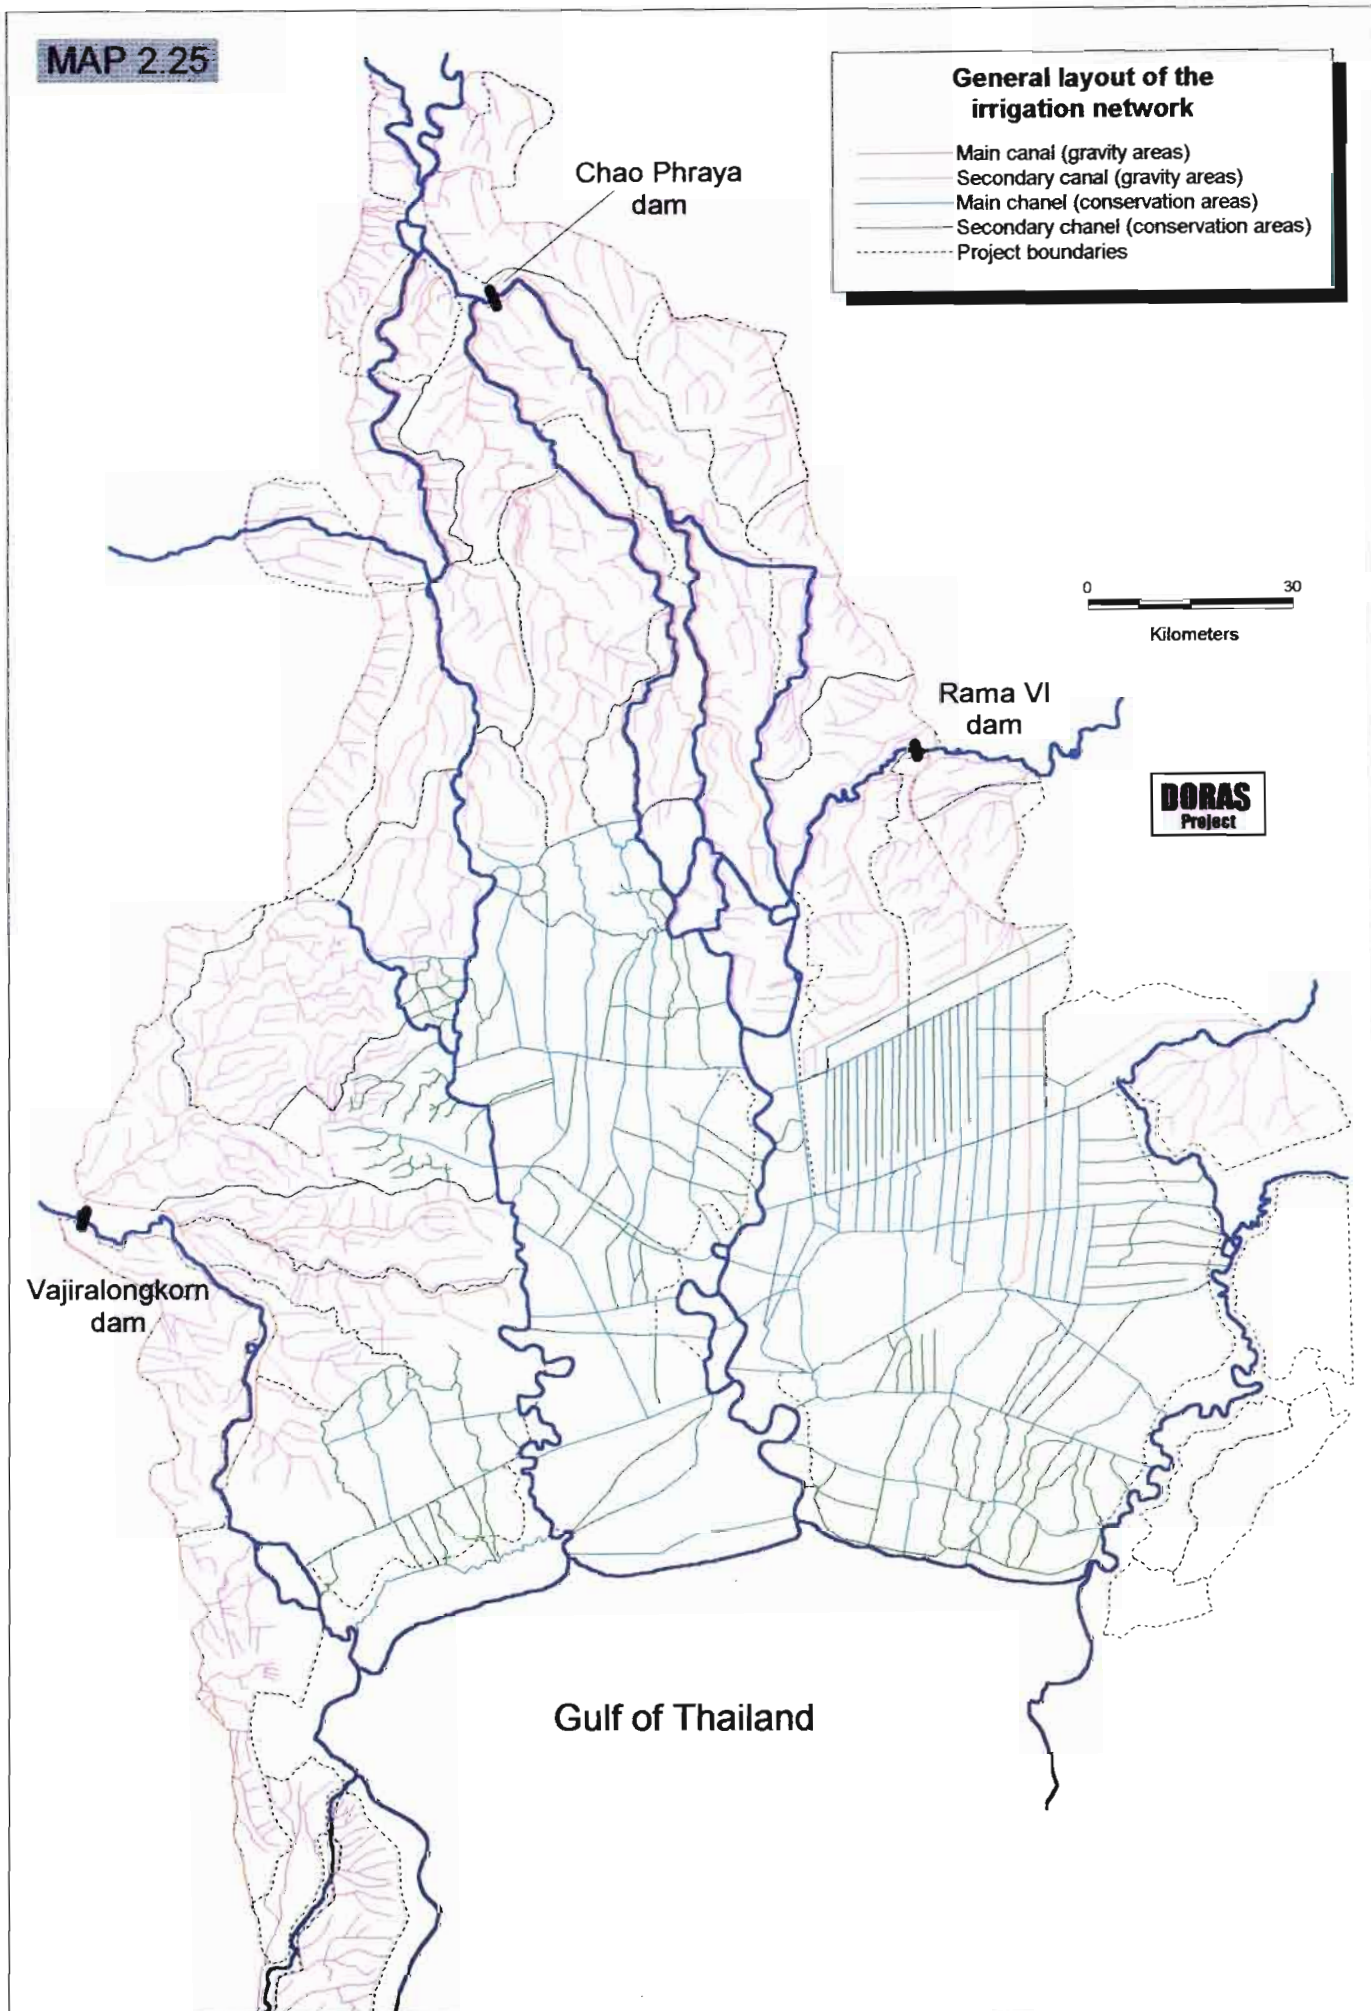 MAP 2.25
General layout of the
irrigation network
Main canal (gravity areas)
Secondary canal (gravity areas)
Main chanel (conservation areas)
Secondary chanel (conservation areas)
Project boundaries
Chao Phraya
dam
0 30
Kilometers
Rama VI
dam
DORAS
Project
Vajiralongkorn
dam
Gulf of Thailand